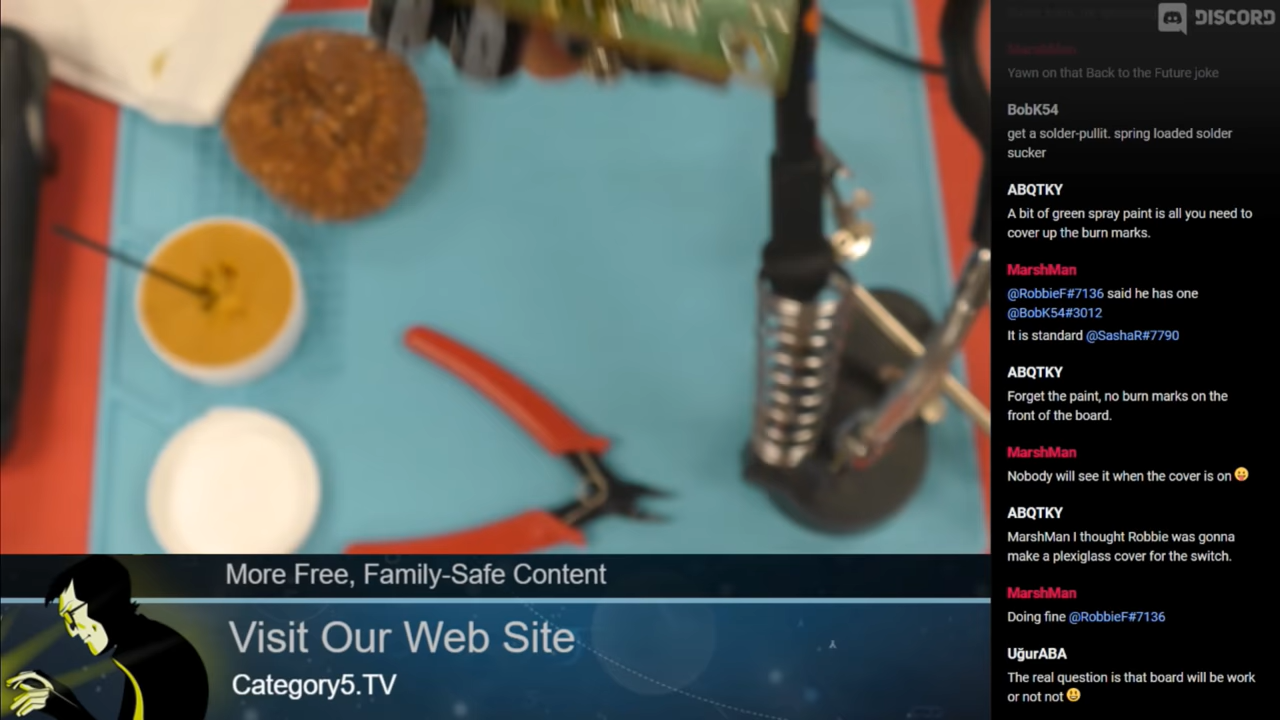 DISCORD
MarshMan
Yawn on that Back to the Future joke
BobK54
get a solder-pullit. spring loaded solder
sucker
ABQTKY
A bit of green spray paint is all you need to
cover up the burn marks.
MarshMan
@RobbieF#7136 said he has one
@BobK54#3012
It is standard @SashaR#7790
ABQTKY
Forget the paint, no burn marks on the
front of the board.
MarshMan
Nobody will see it when the cover is on 😛
ABQTKY
MarshMan I thought Robbie was gonna
make a plexiglass cover for the switch.
MarshMan
Doing fine @RobbieF#7136
UğurABA
The real question is that board will be work
or not not 😃
More Free, Family-Safe Content
Visit Our Web Site
Category5.TV